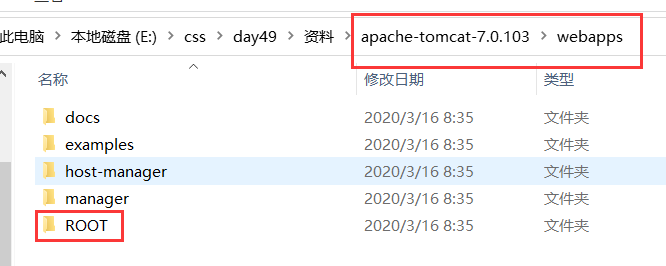 此电脑 > 本地磁盘 (E:) > css > day49 > 资料 > apache-tomcat-7.0.103 > webapps
名称 修改日期 类型
docs 2020/3/16 8:35 文件夹
examples 2020/3/16 8:35 文件夹
host-manager 2020/3/16 8:35 文件夹
manager 2020/3/16 8:35 文件夹
ROOT 2020/3/16 8:35 文件夹